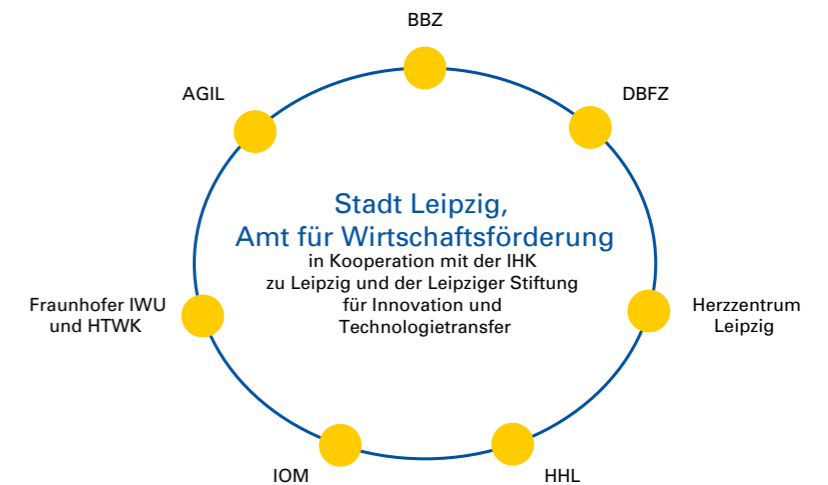 BBZ
AGIL
DBFZ
Stadt Leipzig,
Amt für Wirtschaftsförderung
in Kooperation mit der IHK
zu Leipzig und der Leipziger Stiftung
für Innovation und
Technologietransfer
Fraunhofer IWU
und HTWK
Herzzentrum
Leipzig
IOM
HHL